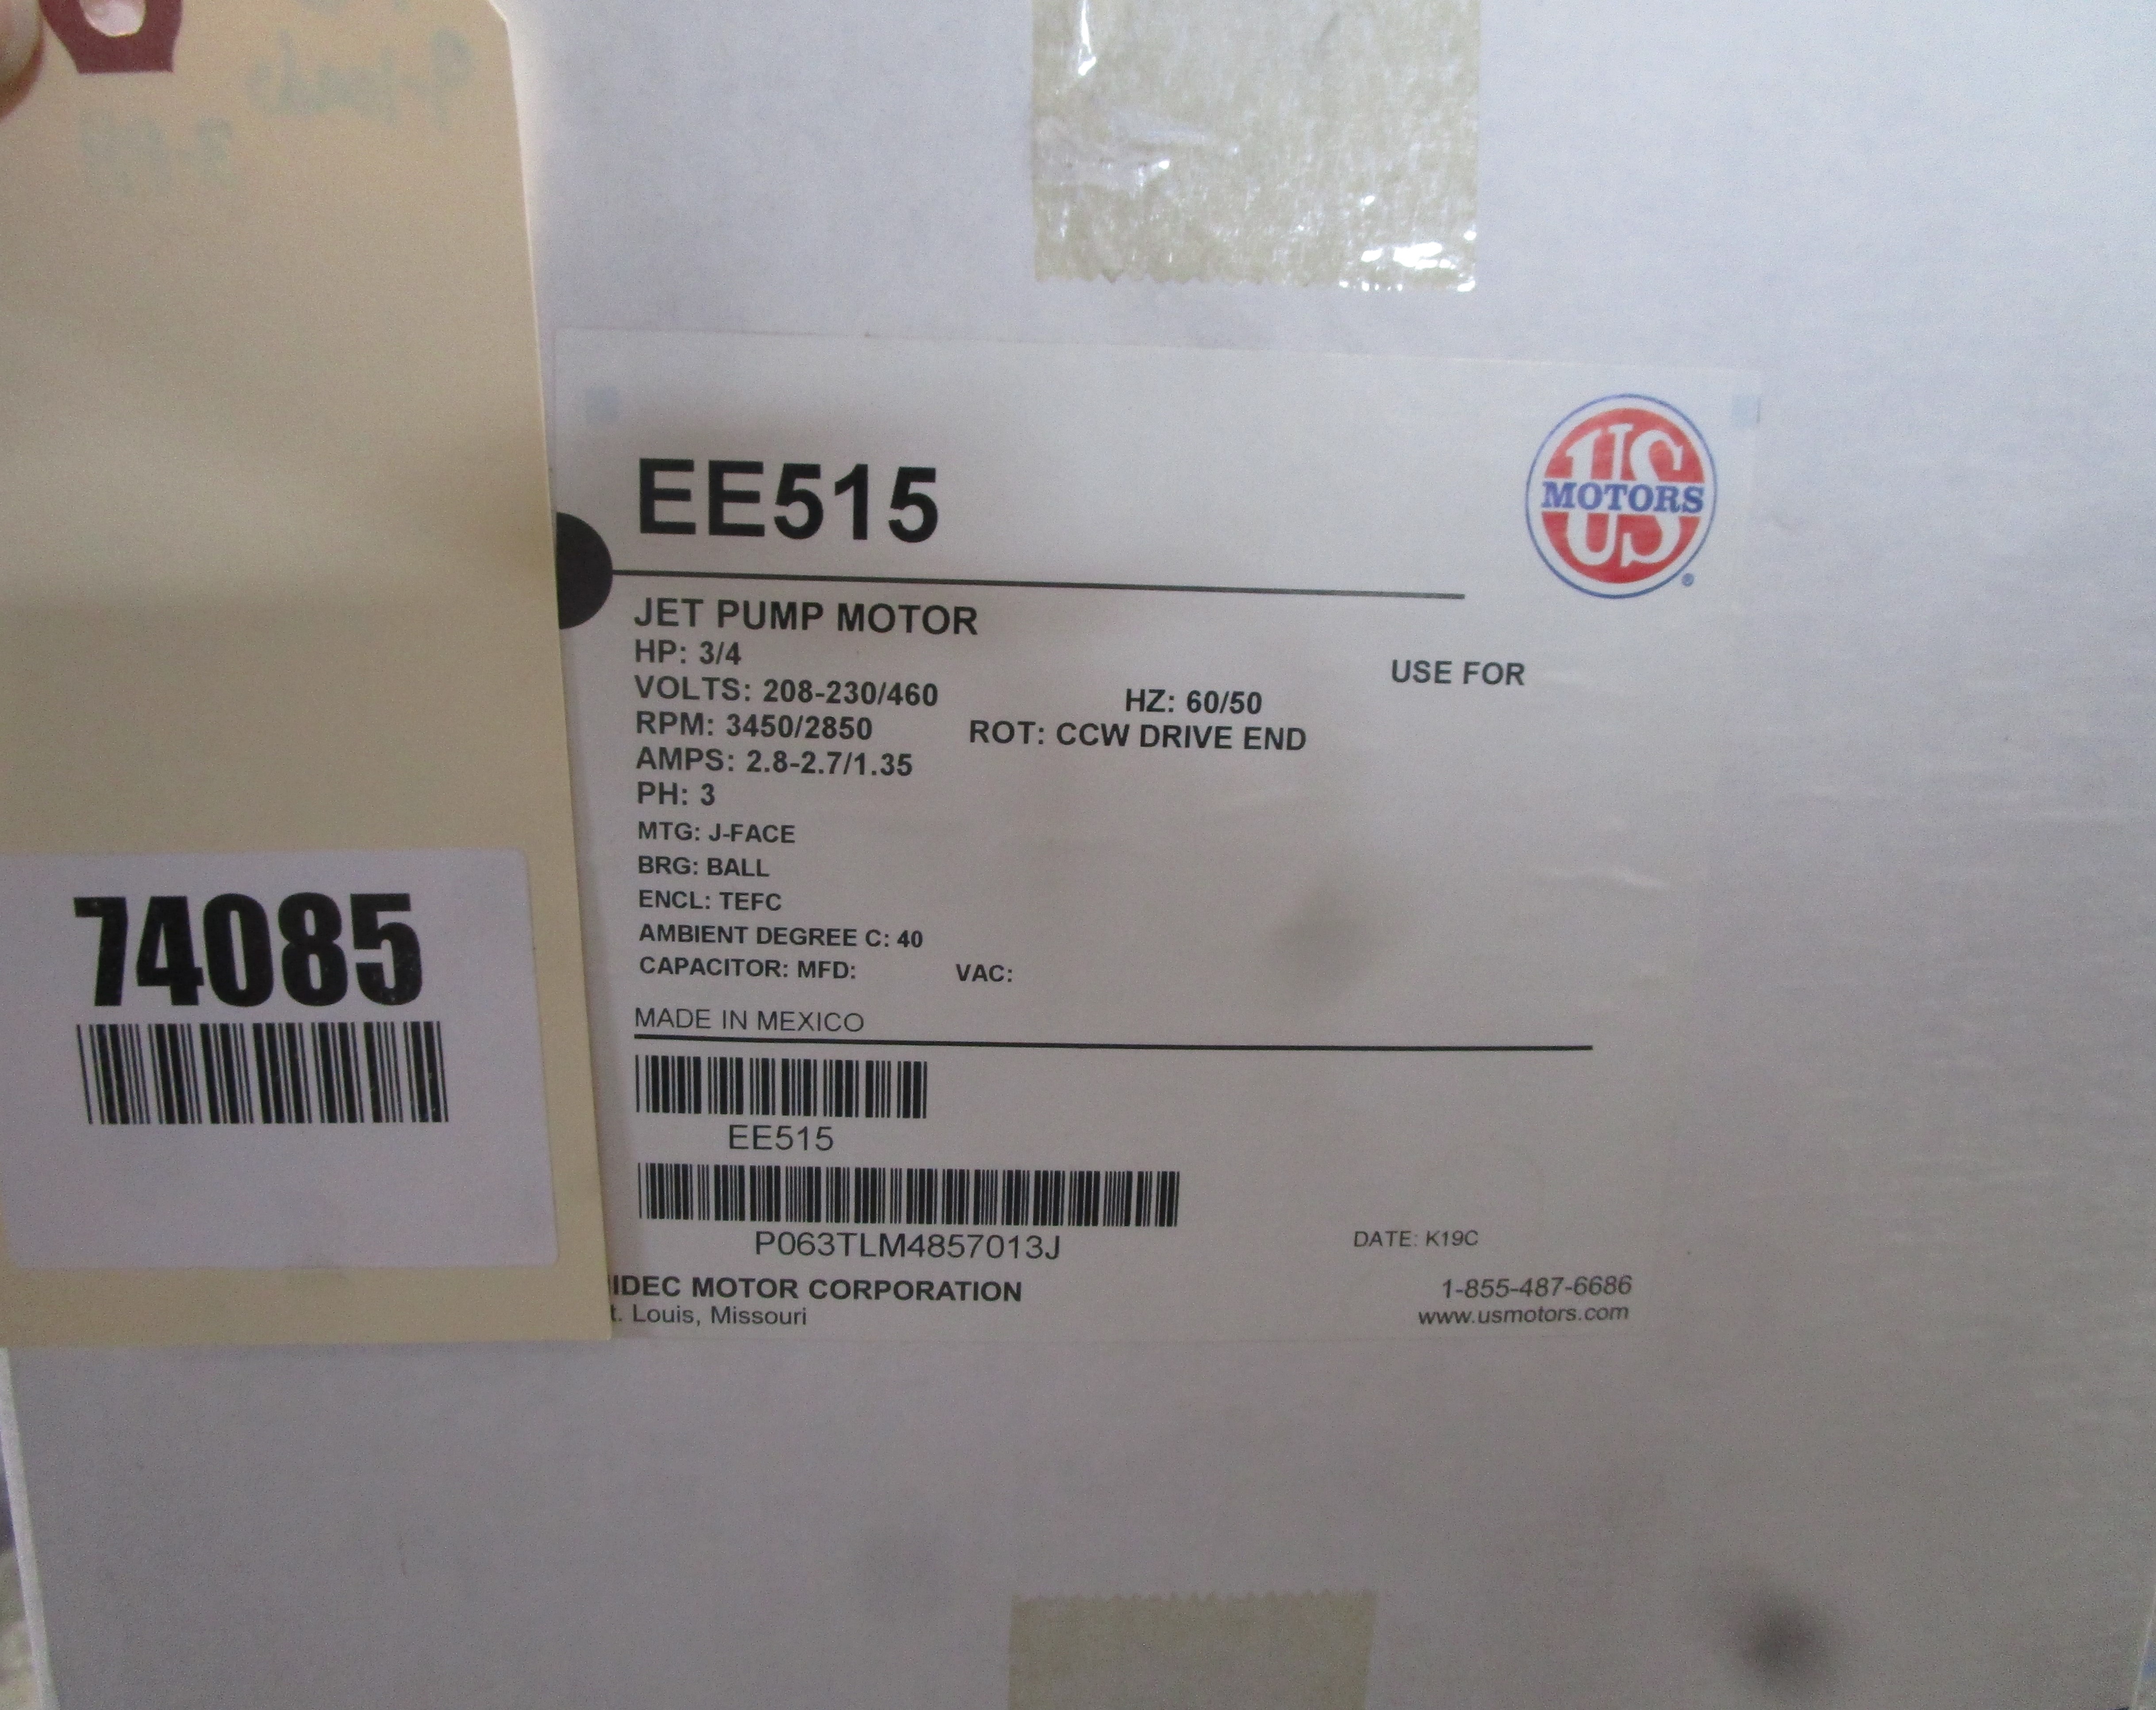 EE515
US
MOTORS
®
JET PUMP MOTOR
HP: 3/4
USE FOR
VOLTS: 208-230/460 HZ: 60/50
RPM: 3450/2850 ROT: CCW DRIVE END
AMPS: 2.8-2.7/1.35
PH: 3
MTG: J-FACE
BRG: BALL
ENCL: TEFC
AMBIENT DEGREE C: 40
CAPACITOR: MFD: VAC:
MADE IN MEXICO
EE515
P063TLM4857013J
DATE: K19C
IDEC MOTOR CORPORATION
t. Louis, Missouri
1-855-487-6686
www.usmotors.com
74085